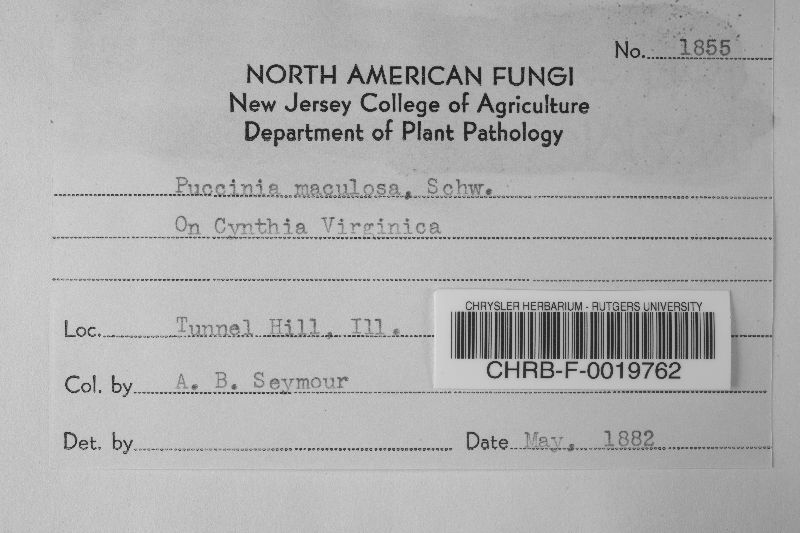 No. 1855
NORTH AMERICAN FUNGI
New Jersey College of Agriculture
Department of Plant Pathology
Puccinia maculosa, Schw.
On Cynthia Virginica
Loc. Tunnel Hill, Ill.
CHRYSLER HERBARIUM - RUTGERS UNIVERSITY
CHRB-F-0019762
Col. by A. B. Seymour
Det. by Date May, 1882